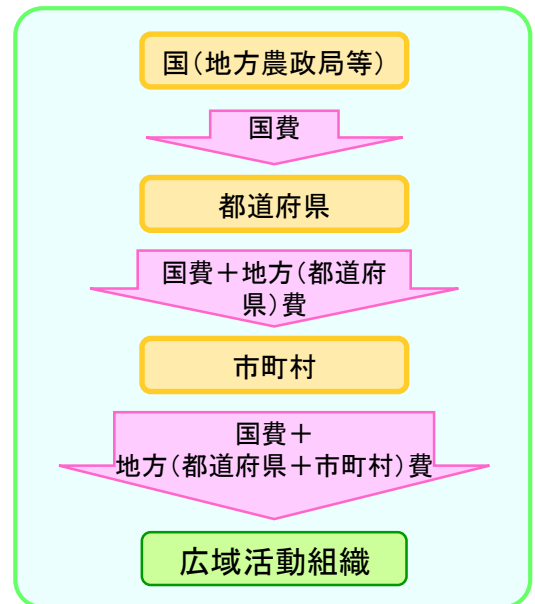 国(地方農政局等)
国費
都道府県
国費＋地方(都道府
県)費
市町村
国費＋
地方(都道府県＋市町村)費
広域活動組織